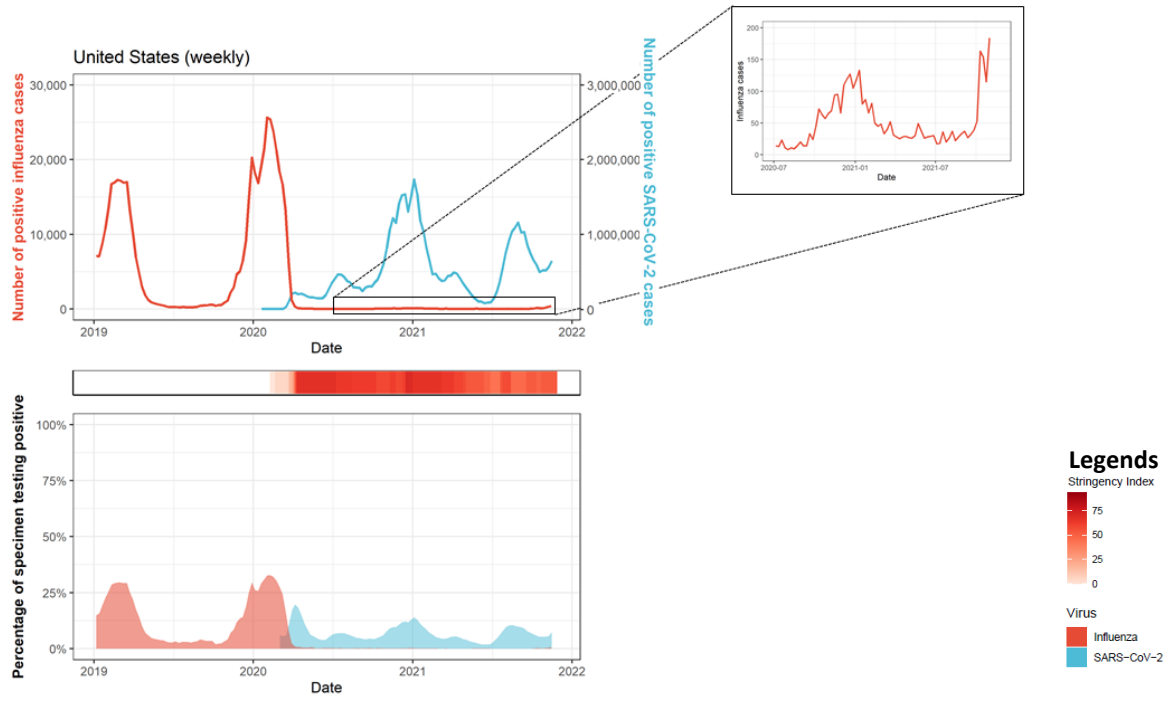 United States (weekly)
Number of positive influenza cases
30,000
20,000
10,000
0
3,000,000
2,000,000
1,000,000
0
Number of positive SARS-CoV-2 cases
2019
2020
2021
2022
Date
Influenza cases
200
150
100
50
0
2020-07
2021-01
2021-07
Date
Percentage of specimen testing positive
100%
75%
50%
25%
0%
2019
2020
2021
2022
Date
Legends
Stringency Index
75
50
25
0
Virus
Influenza
SARS-CoV-2